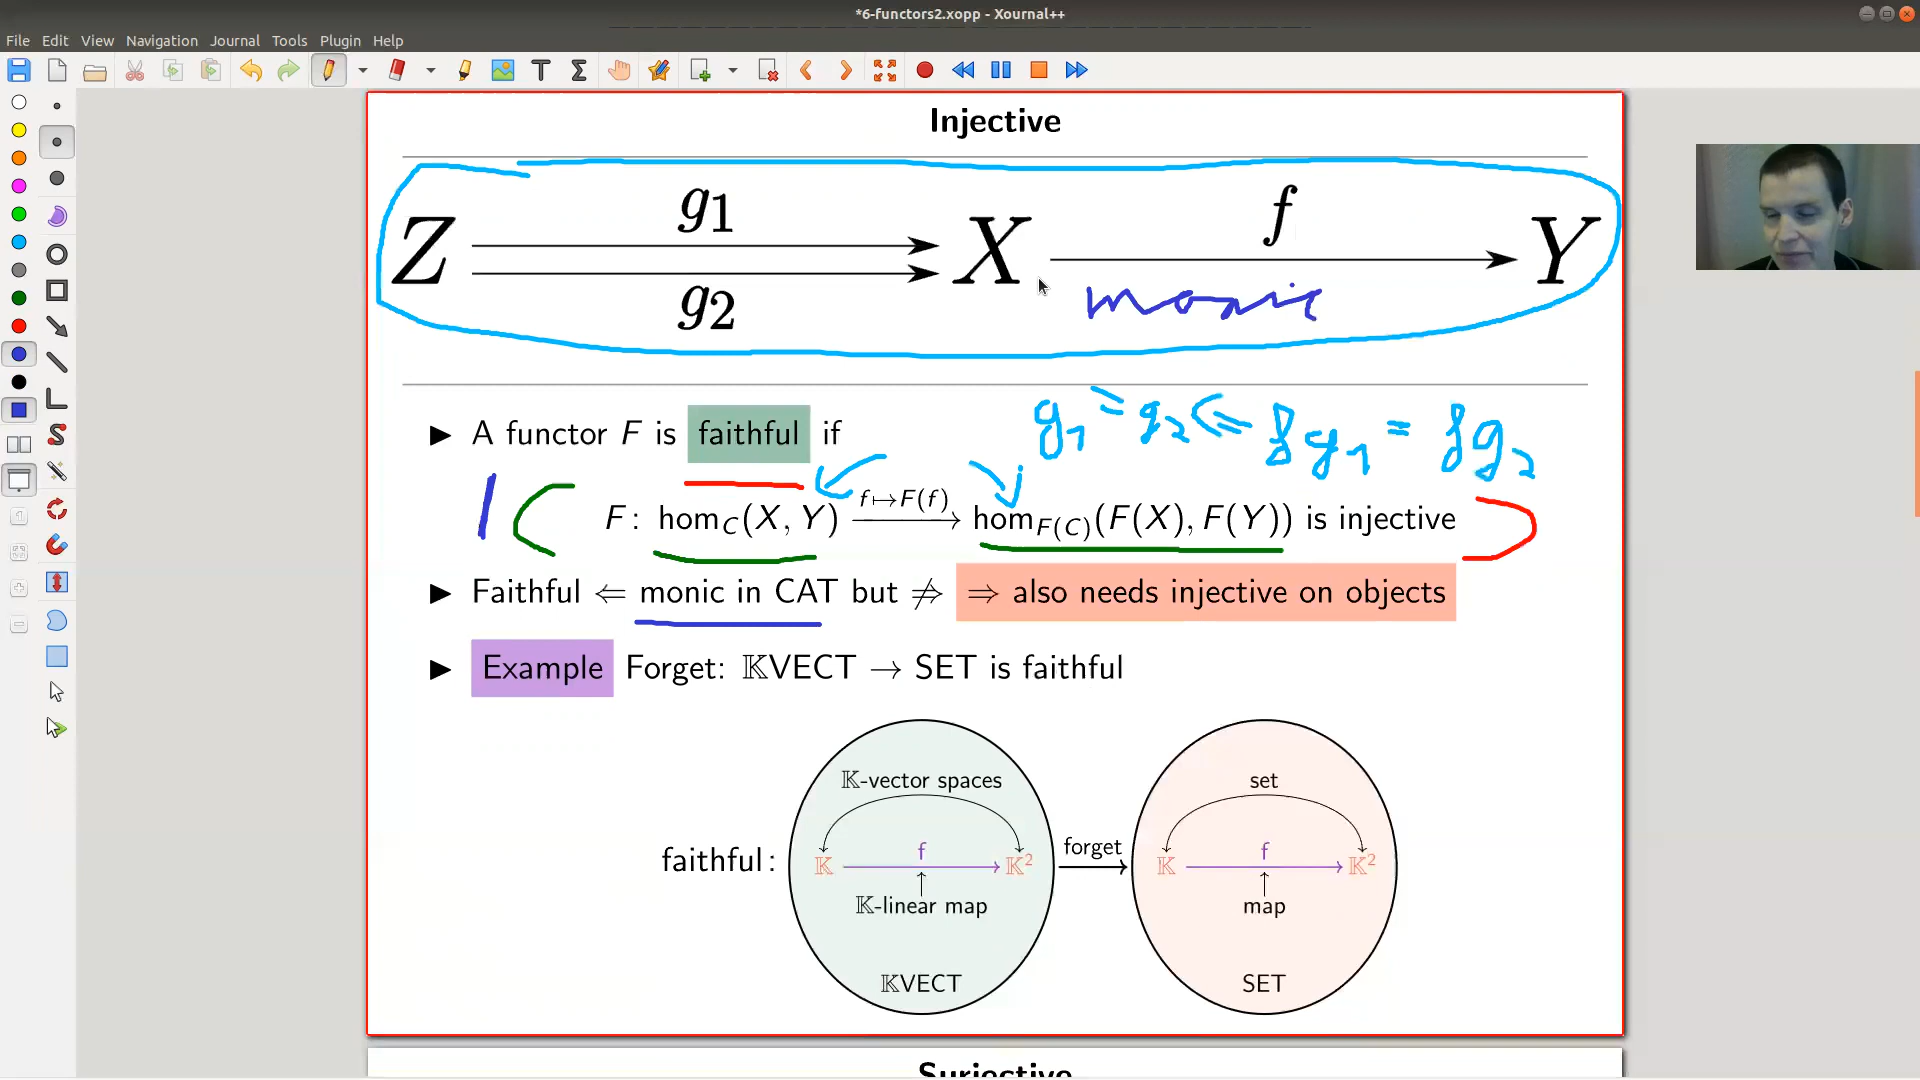 *6-functors2.xopp - Xournal++
File Edit View Navigation Journal Tools Plugin Help
Injective
Z g1 g2 X f Y
monic
g1 = g2 ⇐ fg1 = fg2
▶ A functor F is faithful if
F: hom_C(X, Y) f↦F(f) hom_F(C)(F(X), F(Y)) is injective
▶ Faithful ⇐ monic in CAT but ⇏ ⇒ also needs injective on objects
▶ Example Forget: 𝕂VECT → SET is faithful
𝕂-vector spaces
set
faithful: 𝕂 f 𝕂² forget 𝕂 f 𝕂²
𝕂-linear map
map
𝕂VECT
SET
Surjective